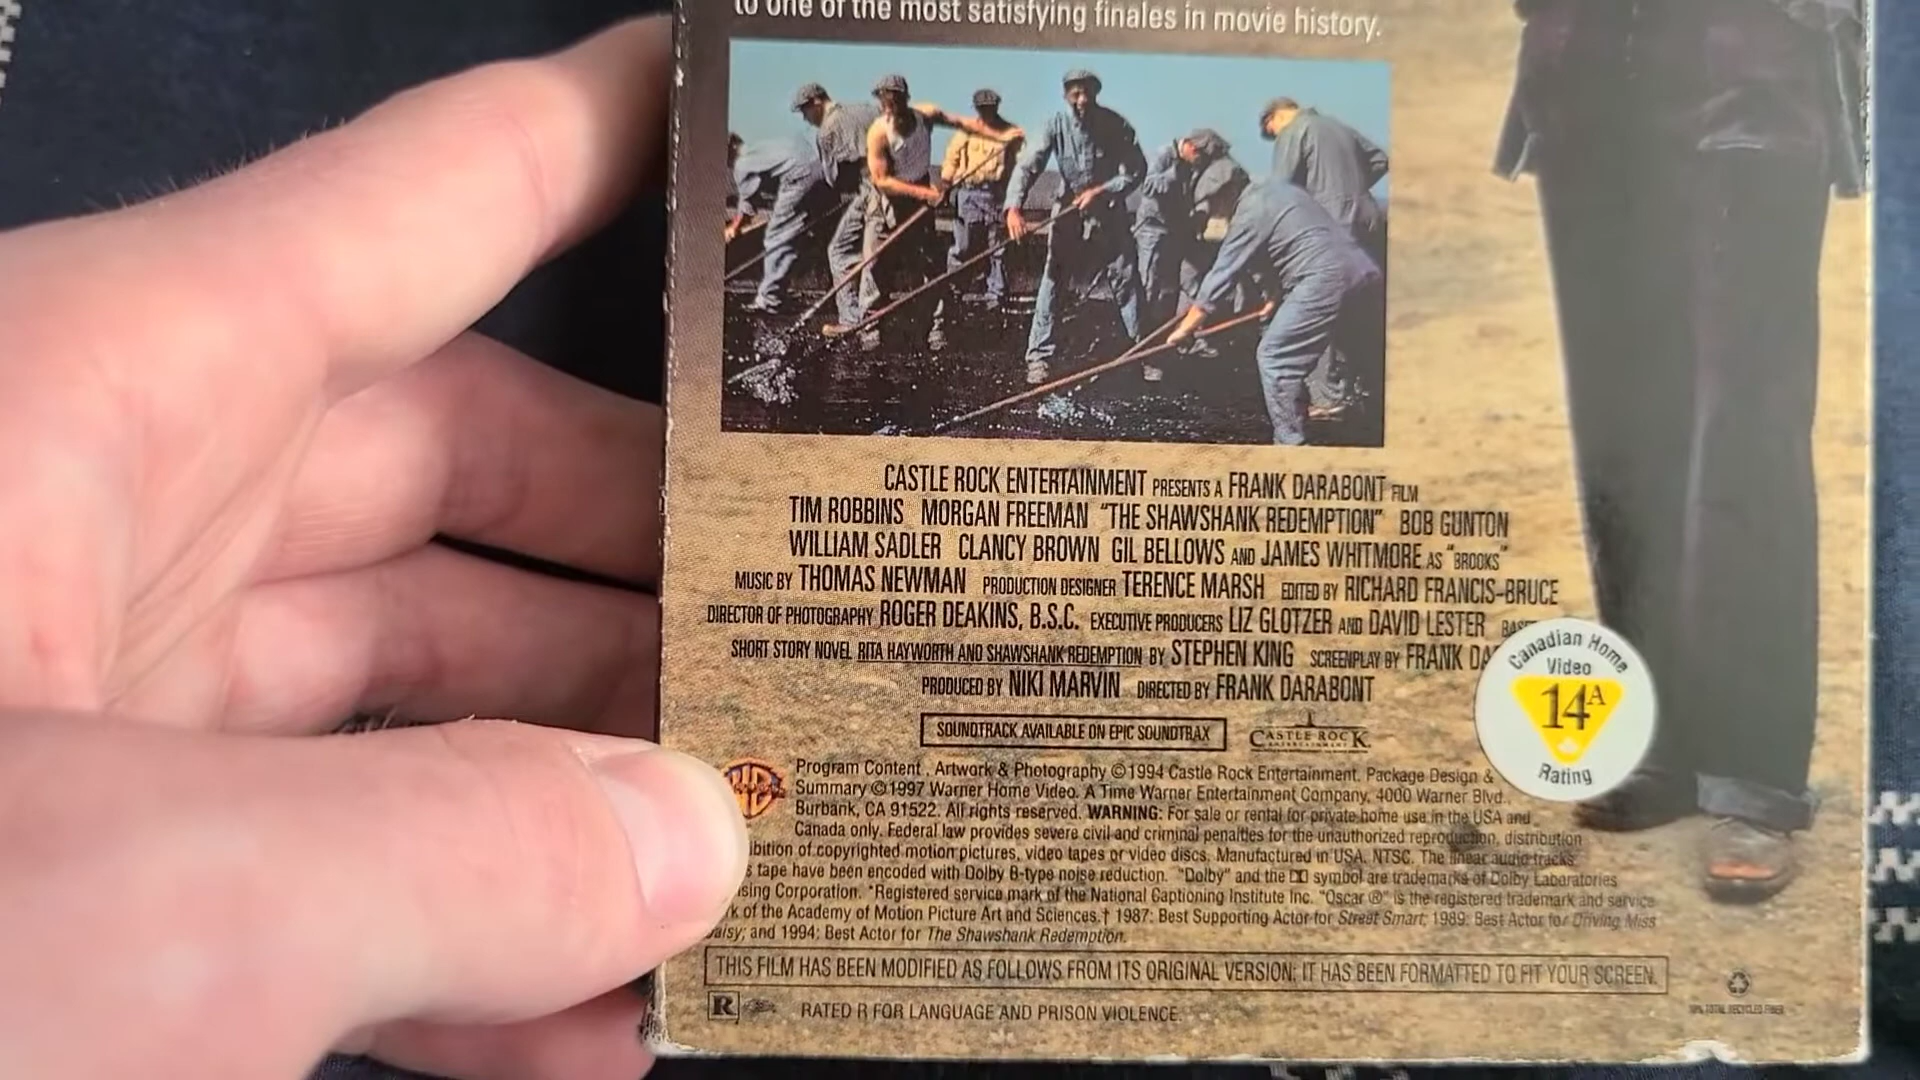 to one of the most satisfying finales in movie history.
CASTLE ROCK ENTERTAINMENT PRESENTS A FRANK DARABONT FILM
TIM ROBBINS MORGAN FREEMAN "THE SHAWSHANK REDEMPTION" BOB GUNTON
WILLIAM SADLER CLANCY BROWN GIL BELLOWS AND JAMES WHITMORE AS "BROOKS"
MUSIC BY THOMAS NEWMAN PRODUCTION DESIGNER TERENCE MARSH EDITED BY RICHARD FRANCIS-BRUCE
DIRECTOR OF PHOTOGRAPHY ROGER DEAKINS, B.S.C. EXECUTIVE PRODUCERS LIZ GLOTZER AND DAVID LESTER
SHORT STORY NOVEL RITA HAYWORTH AND SHAWSHANK REDEMPTION BY STEPHEN KING SCREENPLAY BY FRANK DA
PRODUCED BY NIKI MARVIN DIRECTED BY FRANK DARABONT
Canadian Home
Video
14A
Rating
SOUNDTRACK AVAILABLE ON EPIC SOUNDTRAX
CASTLE ROCK
ENTERTAINMENT
Program Content, Artwork & Photography ©1994 Castle Rock Entertainment. Package Design &
Summary ©1997 Warner Home Video. A Time Warner Entertainment Company, 4000 Warner Blvd.,
Burbank, CA 91522. All rights reserved. WARNING: For sale or rental for private home use in the USA and
Canada only. Federal law provides severe civil and criminal penalties for the unauthorized reproduction, distribution
ibition of copyrighted motion pictures, video tapes or video discs. Manufactured in USA. NTSC. The linear audio tracks
s tape have been encoded with Dolby B-type noise reduction. "Dolby" and the DD symbol are trademarks of Dolby Laboratories
sing Corporation. *Registered service mark of the National Captioning Institute Inc. "Oscar ®" is the registered trademark and service
rk of the Academy of Motion Picture Art and Sciences.† 1987: Best Supporting Actor for Street Smart; 1989: Best Actor for Driving Miss
Daisy; and 1994: Best Actor for The Shawshank Redemption.
THIS FILM HAS BEEN MODIFIED AS FOLLOWS FROM ITS ORIGINAL VERSION: IT HAS BEEN FORMATTED TO FIT YOUR SCREEN.
R RATED R FOR LANGUAGE AND PRISON VIOLENCE.